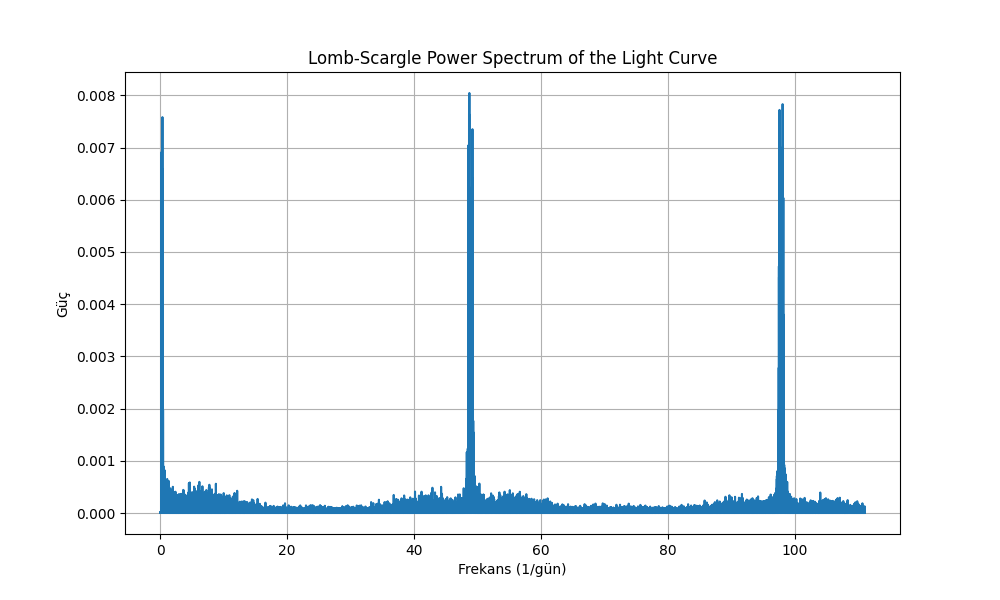 Lomb-Scargle Power Spectrum of the Light Curve
0.008
0.007
0.006
0.005
0.004
0.003
0.002
0.001
0.000
Güç
0 20 40 60 80 100
Frekans (1/gün)